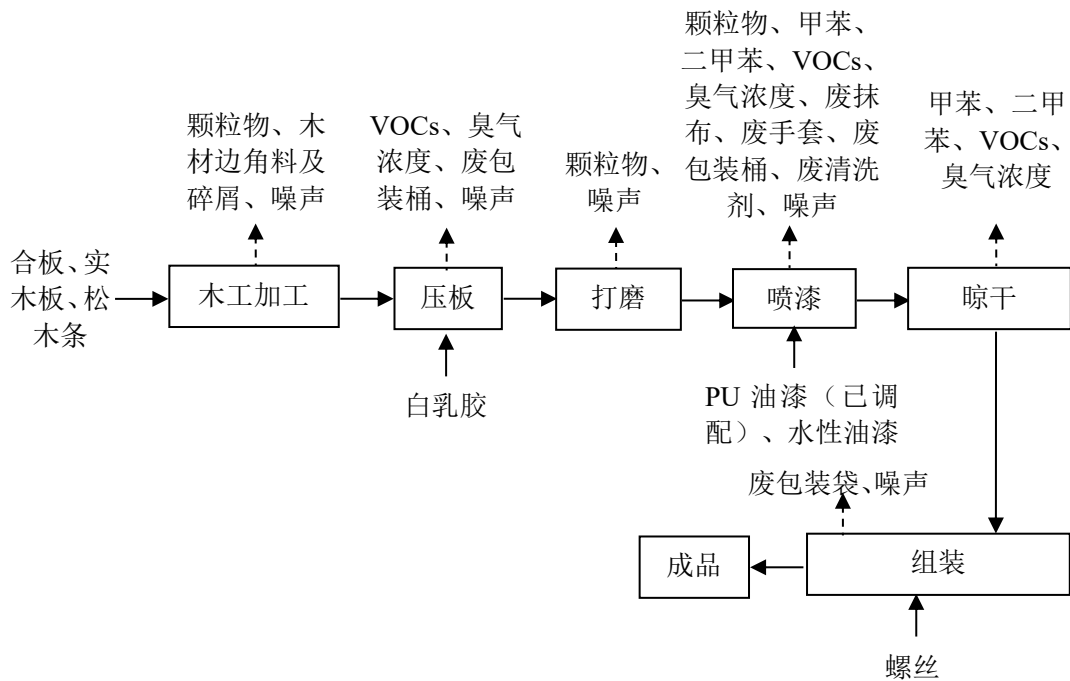 颗粒物、木
材边角料及
碎屑、噪声
VOCs、臭气
浓度、废包
装桶、噪声
颗粒物、
噪声
颗粒物、甲苯、
二甲苯、VOCs、
臭气浓度、废抹
布、废手套、废
包装桶、废清洗
剂、噪声
甲苯、二甲
苯、VOCs、
臭气浓度
合板、实
木板、松
木条
木工加工
压板
打磨
喷漆
晾干
白乳胶
PU 油漆（已调
配）、水性油漆
废包装袋、噪声
成品
组装
螺丝